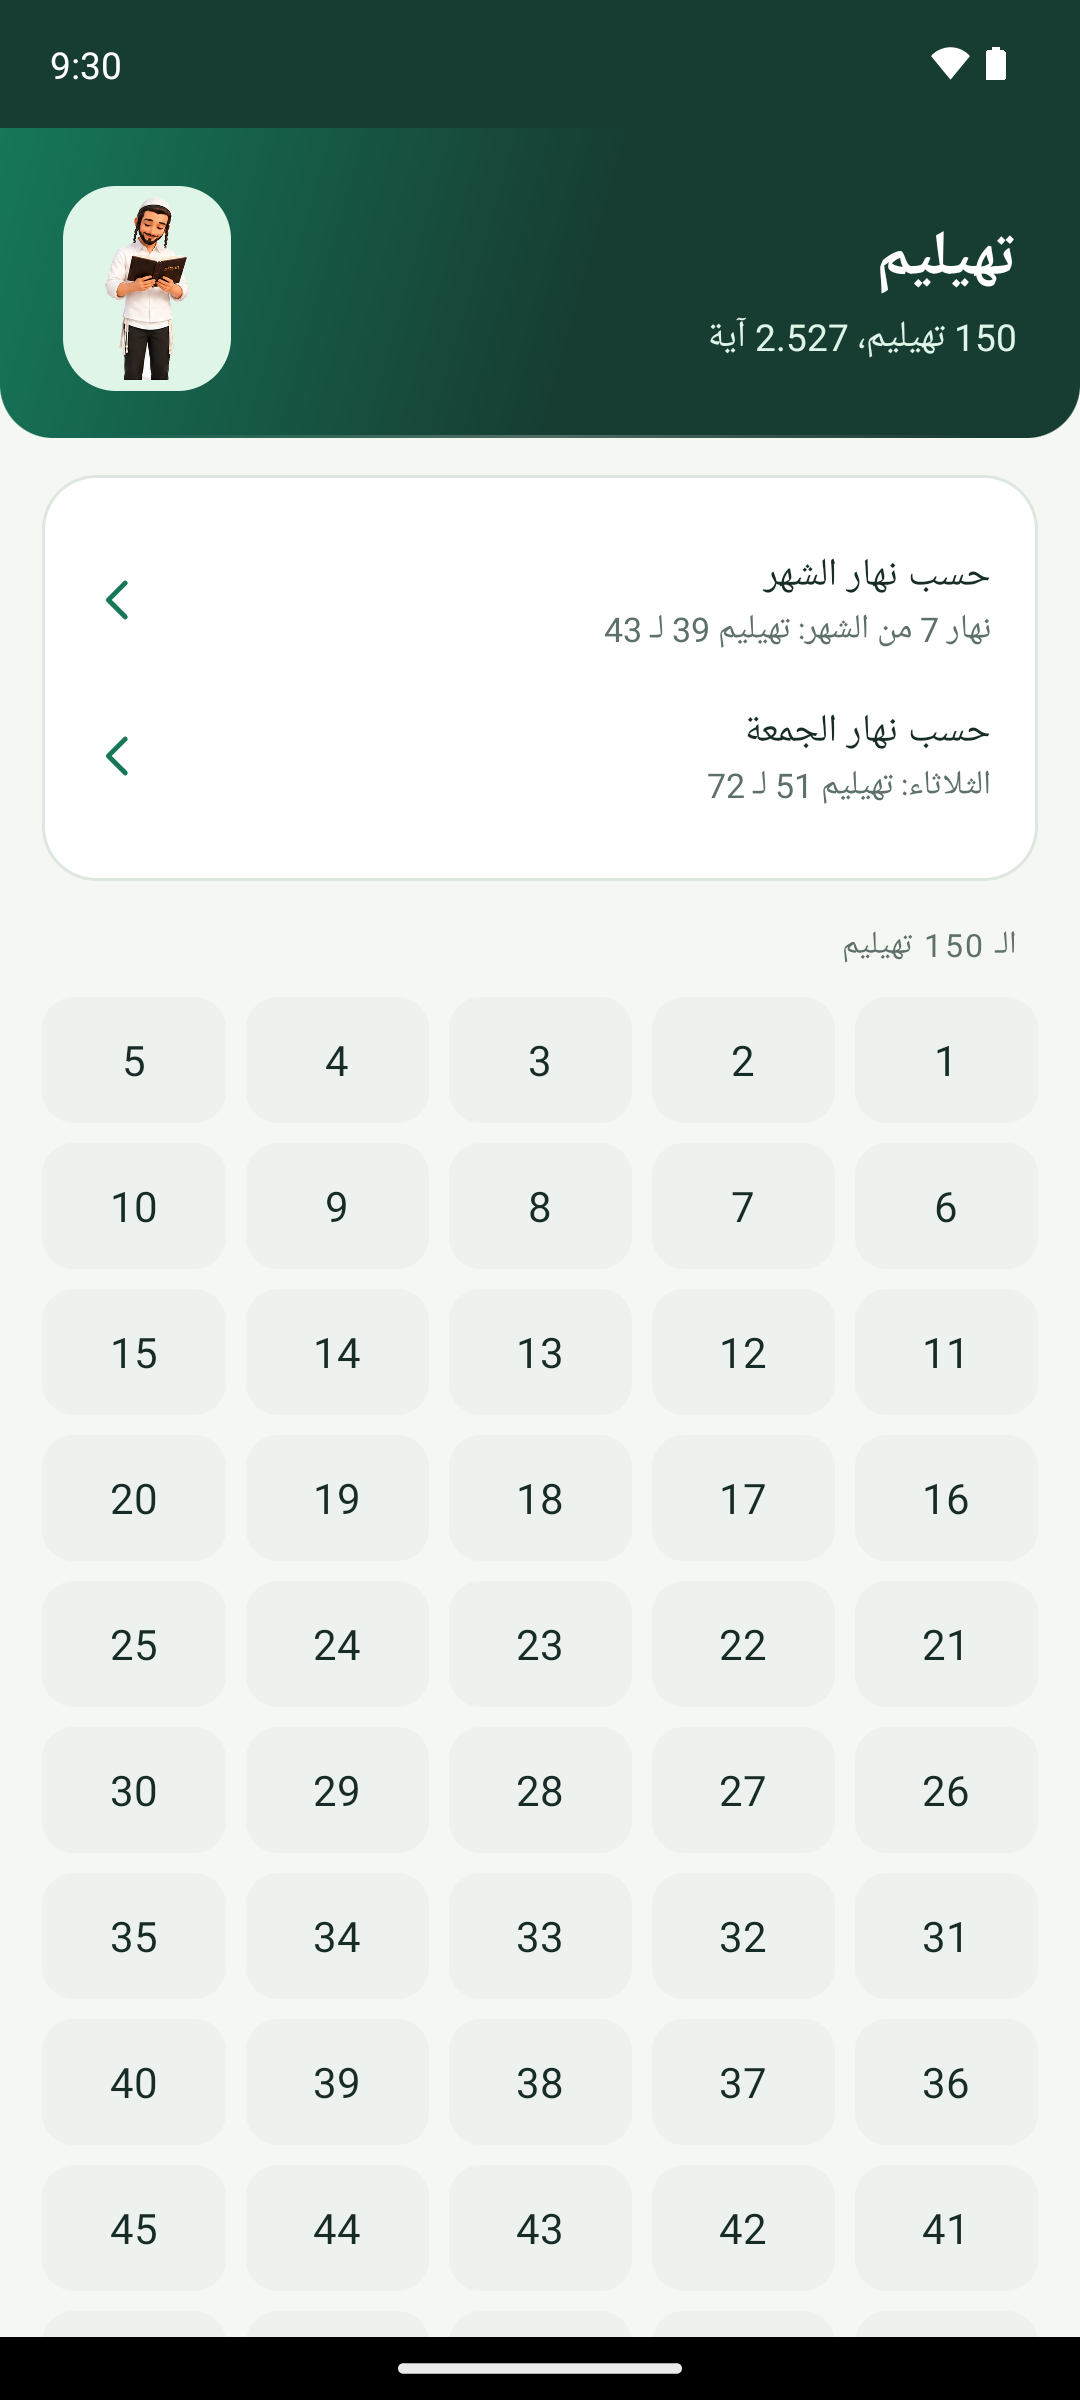 9:30
تهيليم
150 تهيليم، 2.527 آية
حسب نهار الشهر
نهار 7 من الشهر: تهيليم 39 لـ 43
حسب نهار الجمعة
الثلاثاء: تهيليم 51 لـ 72
الـ 150 تهيليم
1 2 3 4 5
6 7 8 9 10
11 12 13 14 15
16 17 18 19 20
21 22 23 24 25
26 27 28 29 30
31 32 33 34 35
36 37 38 39 40
41 42 43 44 45